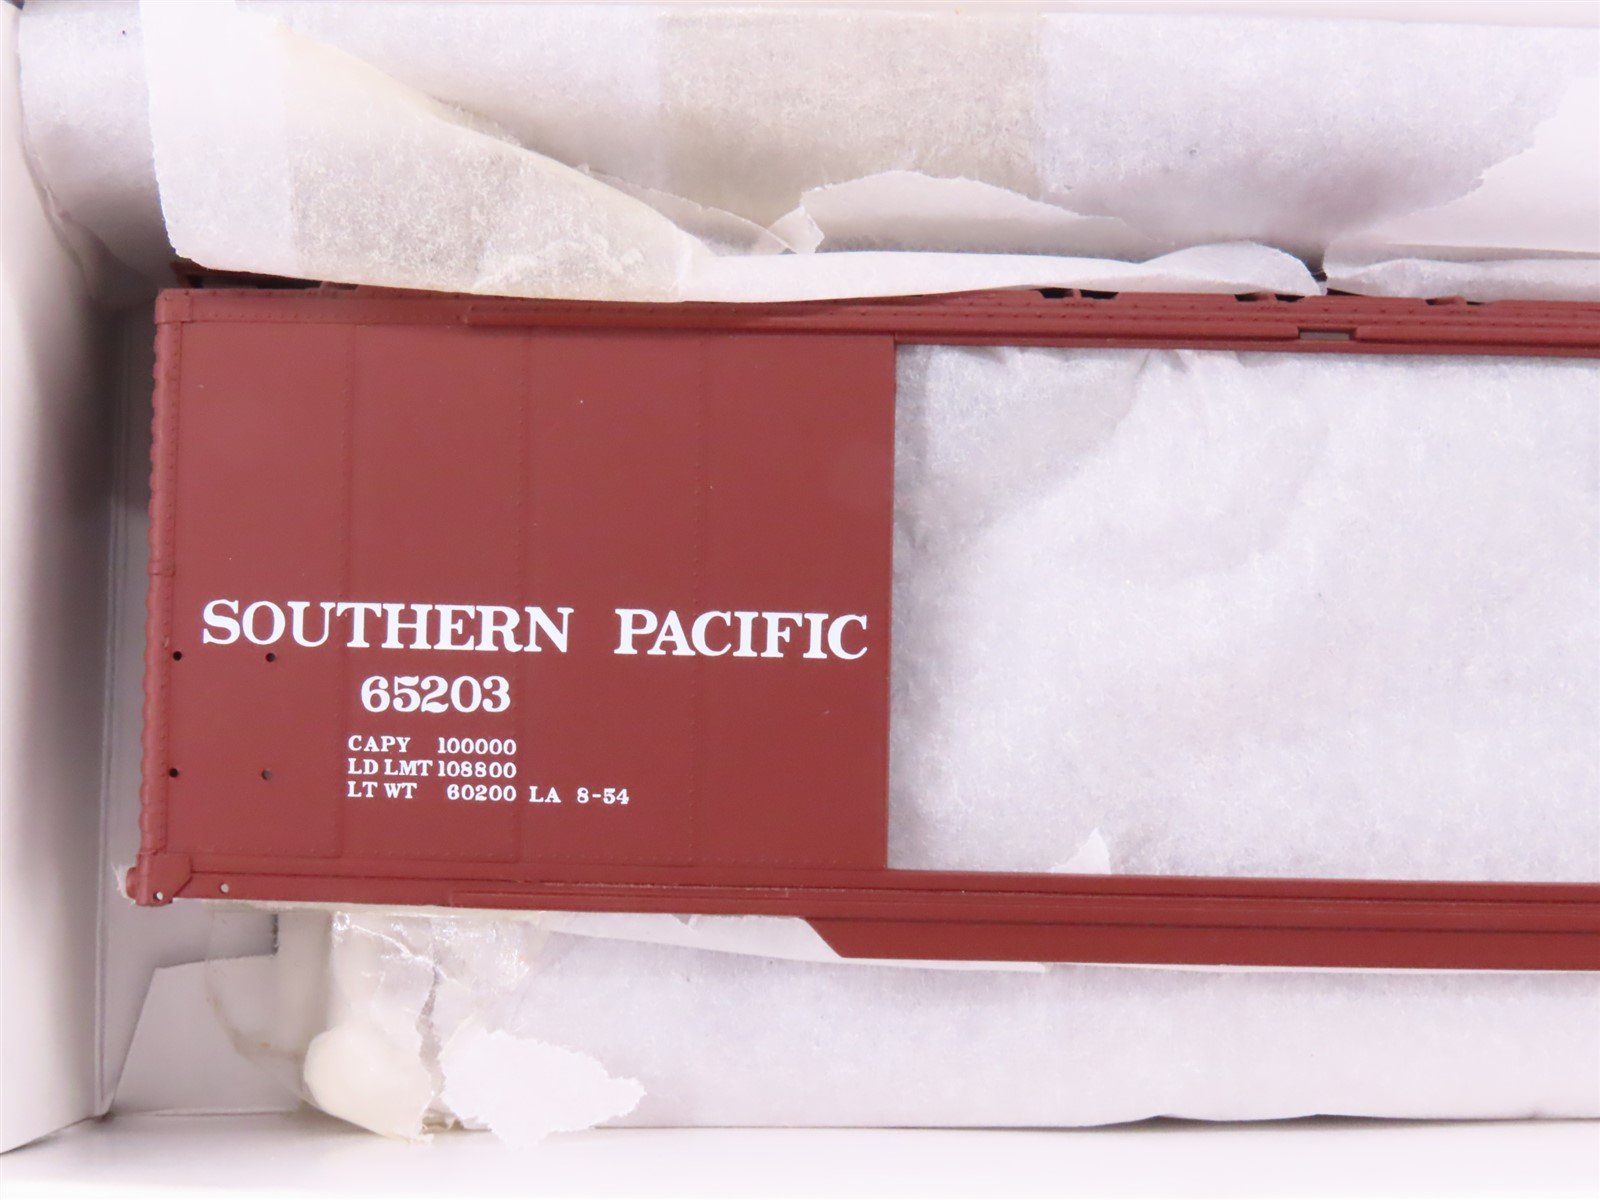 SOUTHERN PACIFIC
65203
CAPY 100000
LD LMT 108800
LT WT 60200 LA 8-54